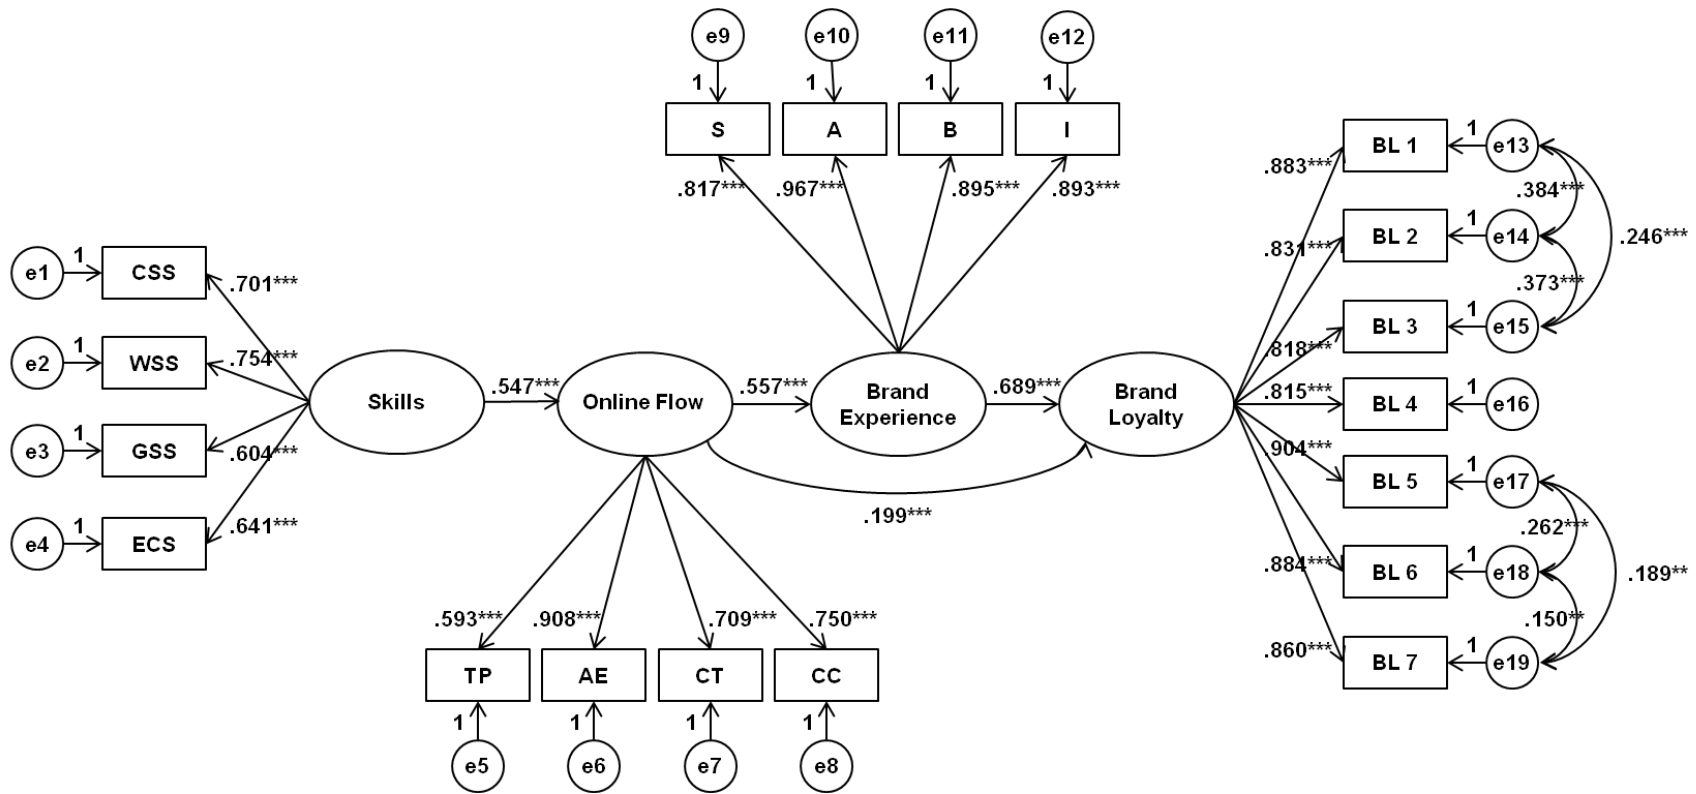 e9 e10 e11 e12
1 1 1 1
S A B I
.817*** .967*** .895*** .893***
BL 1 1 e13
.883***
.384***
BL 2 1 e14
.831***
.246***
.373***
BL 3 1 e15
.818***
BL 4 1 e16
.815***
.904***
BL 5 1 e17
.262***
.884***
BL 6 1 e18
.189**
.150**
.860***
BL 7 1 e19
e1 1 CSS
.701***
e2 1 WSS
.754***
e3 1 GSS
.604***
e4 1 ECS
.641***
Skills
.547***
Online Flow
.557***
Brand
Experience
.689***
Brand
Loyalty
.199***
.593*** .908*** .709*** .750***
TP AE CT CC
1 1 1 1
e5 e6 e7 e8